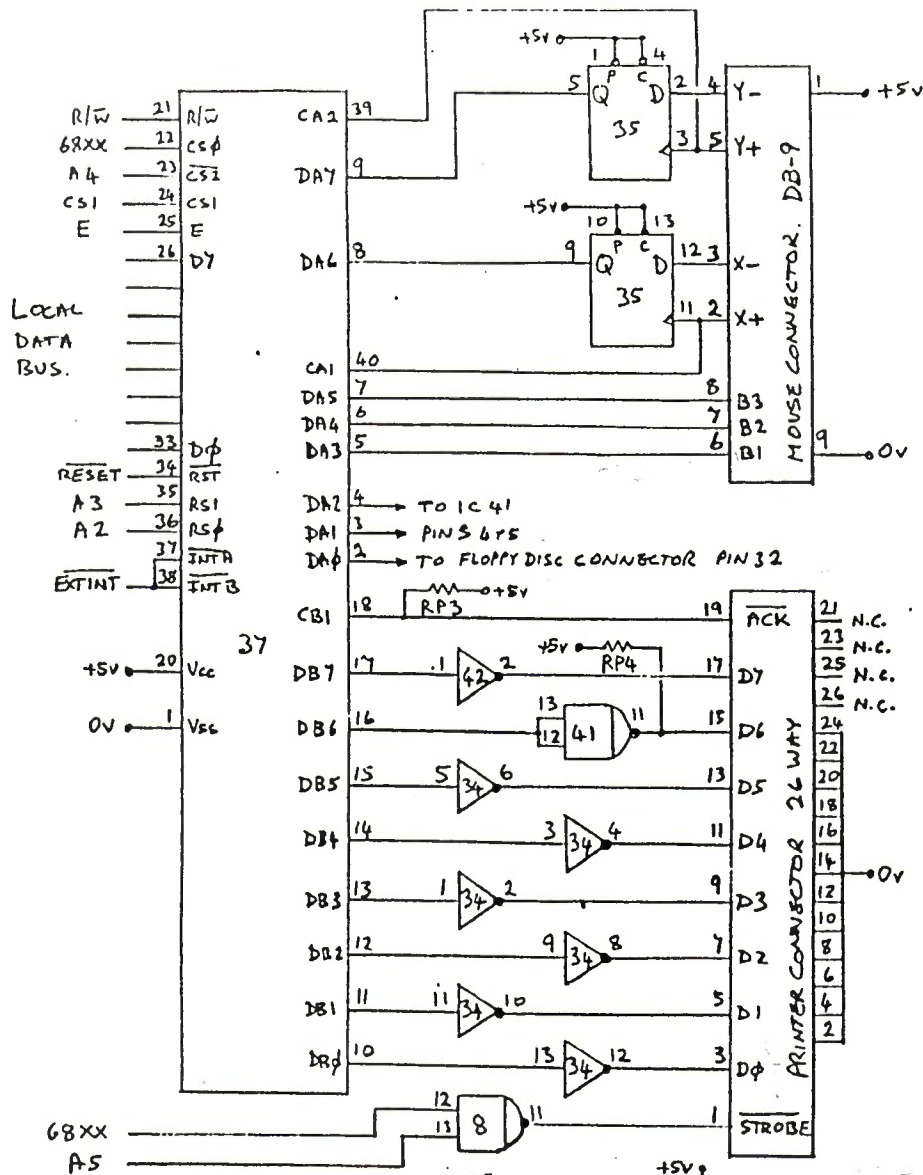 +5v
1 4
P C
5 Q D 2 4 Y- 1 +5v
35
3 5 Y+
21 R/W̅ R/W̅ CA2 39
68XX 22 CSφ
A4 23 C̅S̅2̅ DA7 9
CS1 24 CS1
E 25 E
26 D7 DA6 8
+5v
10 13
P C
9 Q D 12 3 X-
35
11 2 X+
MOUSE CONNECTOR. DB-9
LOCAL
DATA
BUS.
CA1 40
DA5 7 8 B3
DA4 6 7 B2
DA3 5 6 B1 9 0v
33 Dφ
R̅E̅S̅E̅T̅ 34 R̅S̅T̅
A3 35 RS1 DA2 4 TO IC 41
A2 36 RSφ DA1 3 PINS 4+5
37 I̅N̅T̅A̅ DAφ 2 TO FLOPPY DISC CONNECTOR PIN 32
E̅X̅T̅I̅N̅T̅ 38 I̅N̅T̅B̅
CB1 18 RP3 +5v 19 A̅C̅K̅ 21 N.C.
37
23 N.C.
+5v 20 Vcc DB7 17 1 42 2 +5v RP4 17 D7 25 N.C.
26 N.C.
0v 1 Vss DB6 16 13 12 41 11 15 D6 24
22
DB5 15 5 34 6 13 D5 20
18
DB4 14 3 34 4 11 D4 16
14 0v
DB3 13 1 34 2 9 D3 12
10
DB2 12 9 34 8 7 D2 8
6
DB1 11 11 34 10 5 D1 4
2
DBφ 10 13 34 12 3 Dφ
PRINTER CONNECTOR 26 WAY
68XX 12 8 11 1 S̅T̅R̅O̅B̅E̅
A5 13
+5v